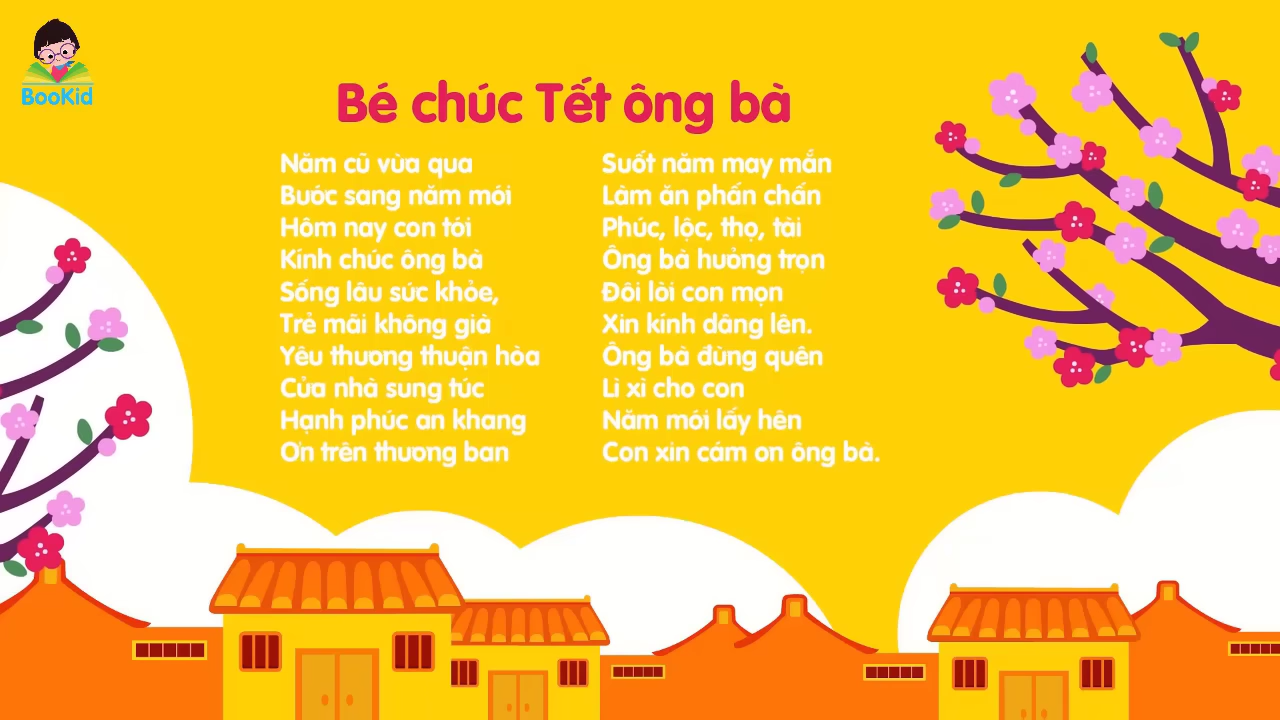 BooKid
Bé chúc Tết ông bà
Năm cũ vừa qua
Bước sang năm mới
Hôm nay con tới
Kính chúc ông bà
Sống lâu sức khỏe,
Trẻ mãi không già
Yêu thương thuận hòa
Cửa nhà sung túc
Hạnh phúc an khang
Ơn trên thương ban
Suốt năm may mắn
Làm ăn phấn chấn
Phúc, lộc, thọ, tài
Ông bà hưởng trọn
Đôi lời con mọn
Xin kính dâng lên.
Ông bà đừng quên
Lì xì cho con
Năm mới lấy hên
Con xin cám ơn ông bà.